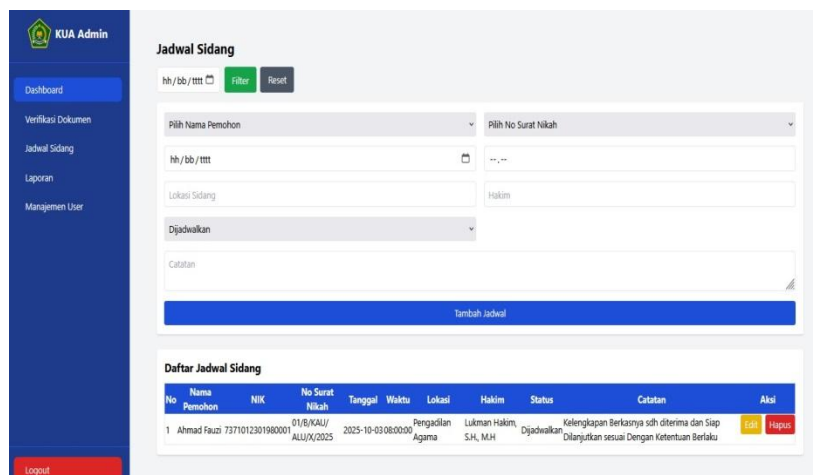 KUA Admin
Dashboard
Verifikasi Dokumen
Jadwal Sidang
Laporan
Manajemen User
Logout
Jadwal Sidang
hh/bb/tttt Filter Reset
Pilih Nama Pemohon Pilih No Surat Nikah
hh/bb/tttt --.--
Lokasi Sidang Hakim
Dijadwalkan
Catatan
Tambah Jadwal
Daftar Jadwal Sidang
No Nama Pemohon NIK No Surat Nikah Tanggal Waktu Lokasi Hakim Status Catatan Aksi
1 Ahmad Fauzi 7371012301980001 01/B/KAU/ALU/X/2025 2025-10-03 08:00:00 Pengadilan Agama Lukman Hakim, S.H., M.H Dijadwalkan Kelengkapan Berkasnya sdh diterima dan Siap Dilanjutkan sesuai Dengan Ketentuan Berlaku Edit Hapus